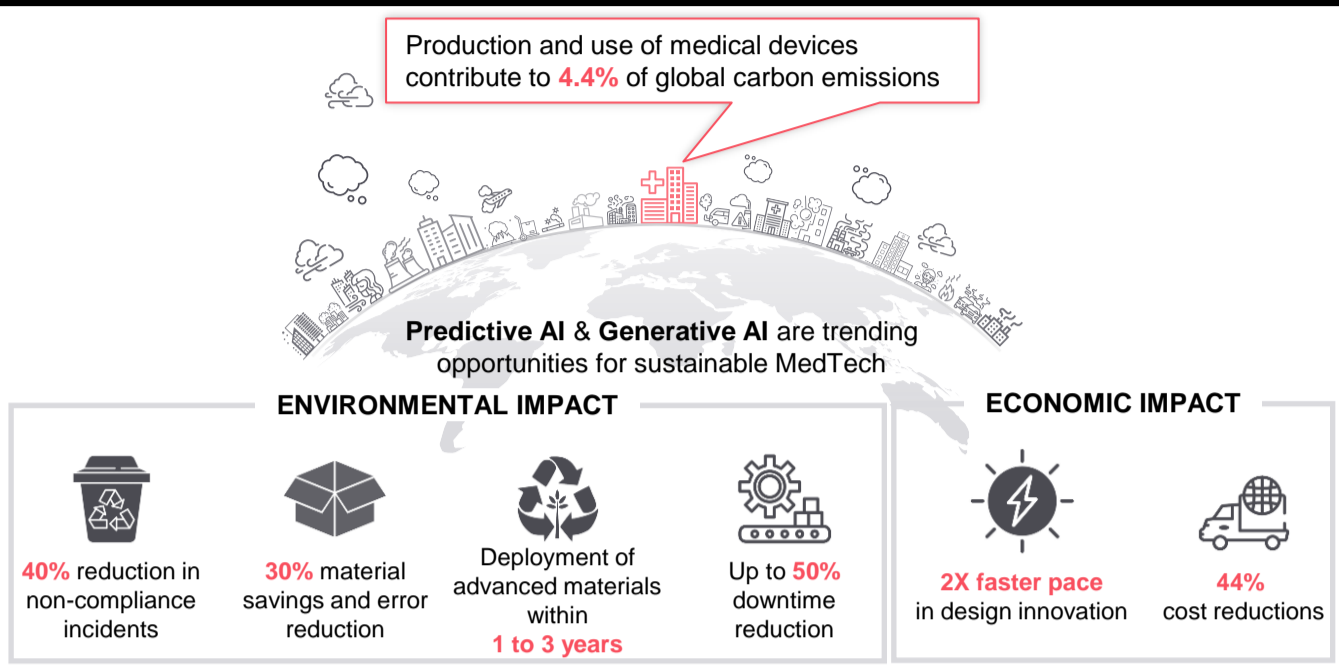 Production and use of medical devices
contribute to 4.4% of global carbon emissions
Predictive AI & Generative AI are trending
opportunities for sustainable MedTech
ENVIRONMENTAL IMPACT
40% reduction in
non-compliance
incidents
30% material
savings and error
reduction
Deployment of
advanced materials
within
1 to 3 years
Up to 50%
downtime
reduction
ECONOMIC IMPACT
2X faster pace
in design innovation
44%
cost reductions